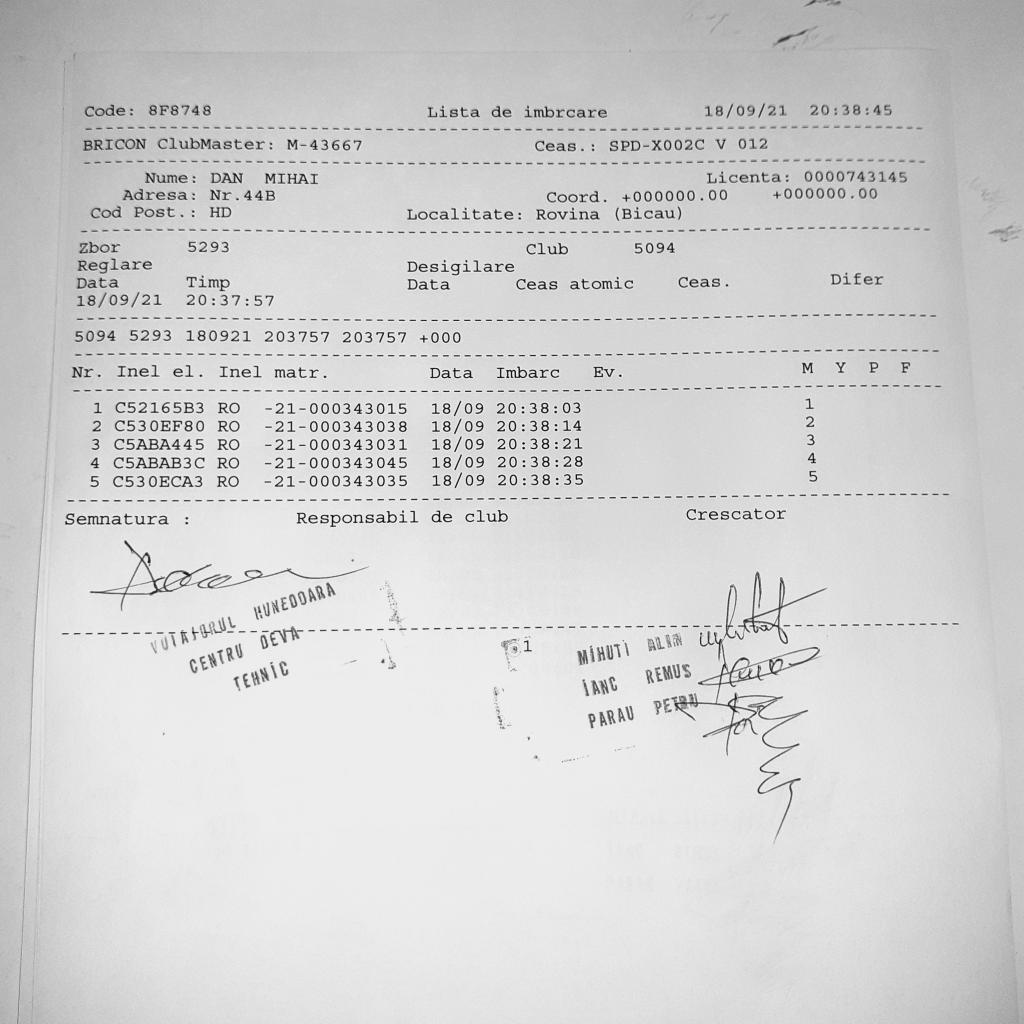 Code: 8F8748 Lista de imbrcare 18/09/21 20:38:45
BRICON ClubMaster: M-43667 Ceas.: SPD-X002C V 012
Nume: DAN MIHAI Licenta: 0000743145
Adresa: Nr.44B Coord. +000000.00 +000000.00
Cod Post.: HD Localitate: Rovina (Bicau)
Zbor 5293 Club 5094
Reglare Desigilare
Data Timp Data Ceas atomic Ceas. Difer
18/09/21 20:37:57
5094 5293 180921 203757 203757 +000
Nr. Inel el. Inel matr. Data Imbarc Ev. M Y P F
1 C52165B3 RO -21-000343015 18/09 20:38:03 1
2 C530EF80 RO -21-000343038 18/09 20:38:14 2
3 C5ABA445 RO -21-000343031 18/09 20:38:21 3
4 C5ABAB3C RO -21-000343045 18/09 20:38:28 4
5 C530ECA3 RO -21-000343035 18/09 20:38:35 5
Semnatura : Responsabil de club Crescator
HUNEDOARA
CENTRU DEVA
TEHNIC
1
MIHUTI ALIN
IANC REMUS
PARAU PETRU